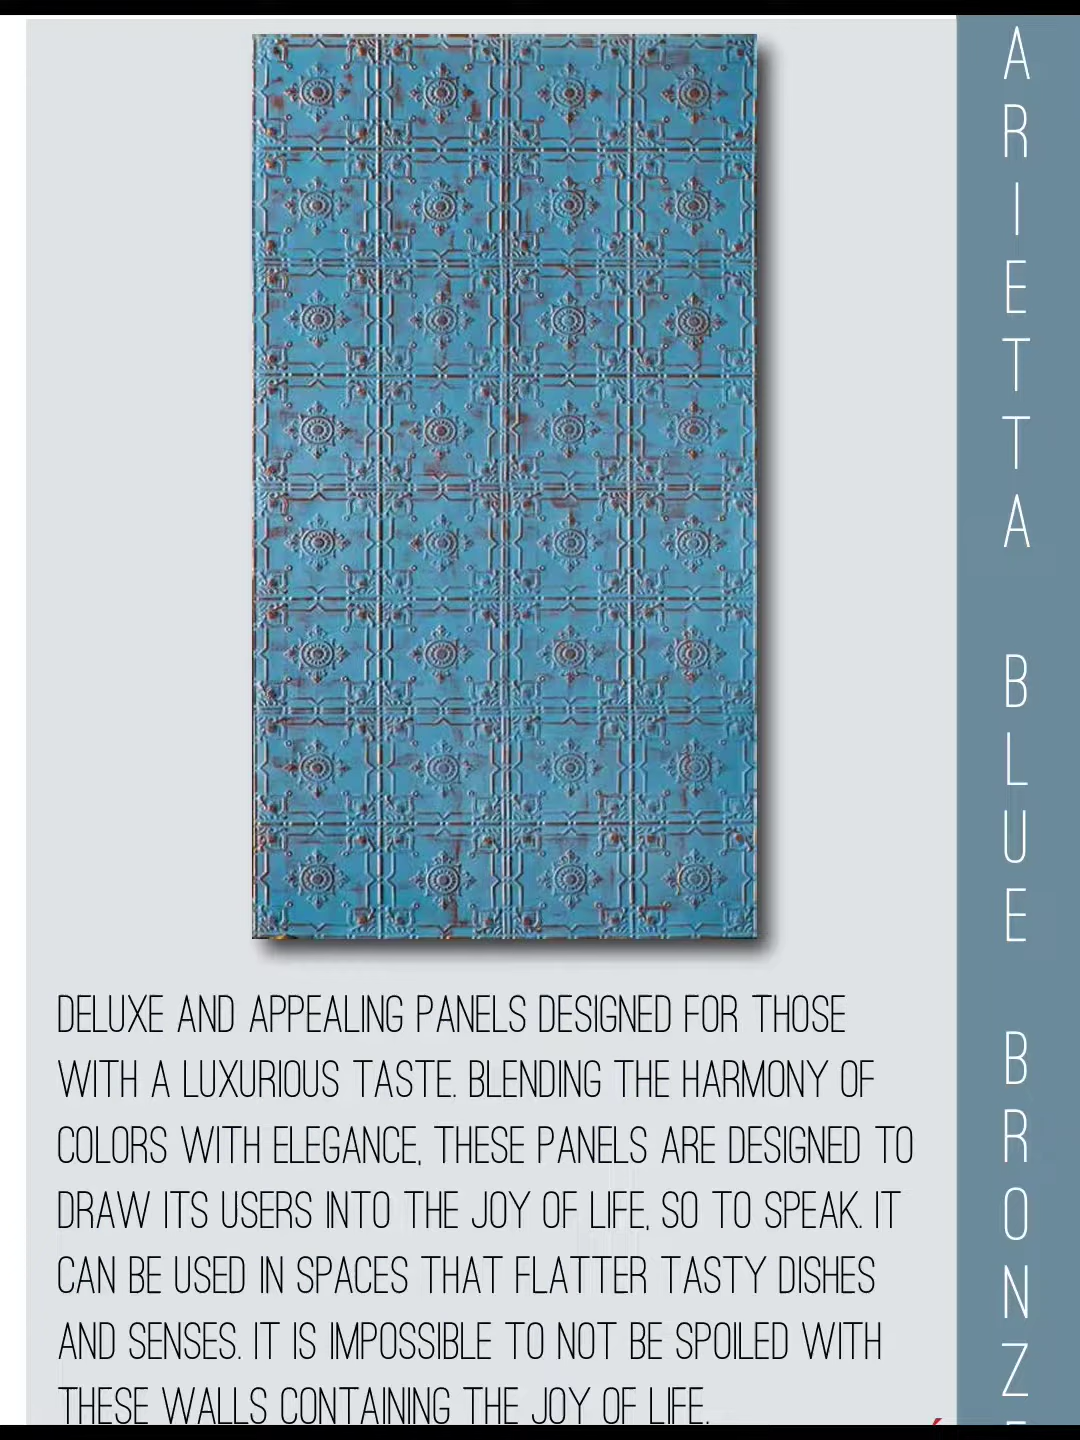 DELUXE AND APPEALING PANELS DESIGNED FOR THOSE
WITH A LUXURIOUS TASTE. BLENDING THE HARMONY OF
COLORS WITH ELEGANCE, THESE PANELS ARE DESIGNED TO
DRAW ITS USERS INTO THE JOY OF LIFE, SO TO SPEAK. IT
CAN BE USED IN SPACES THAT FLATTER TASTY DISHES
AND SENSES. IT IS IMPOSSIBLE TO NOT BE SPOILED WITH
THESE WALLS CONTAINING THE JOY OF LIFE.
ARIETTA BLUE BRONZ